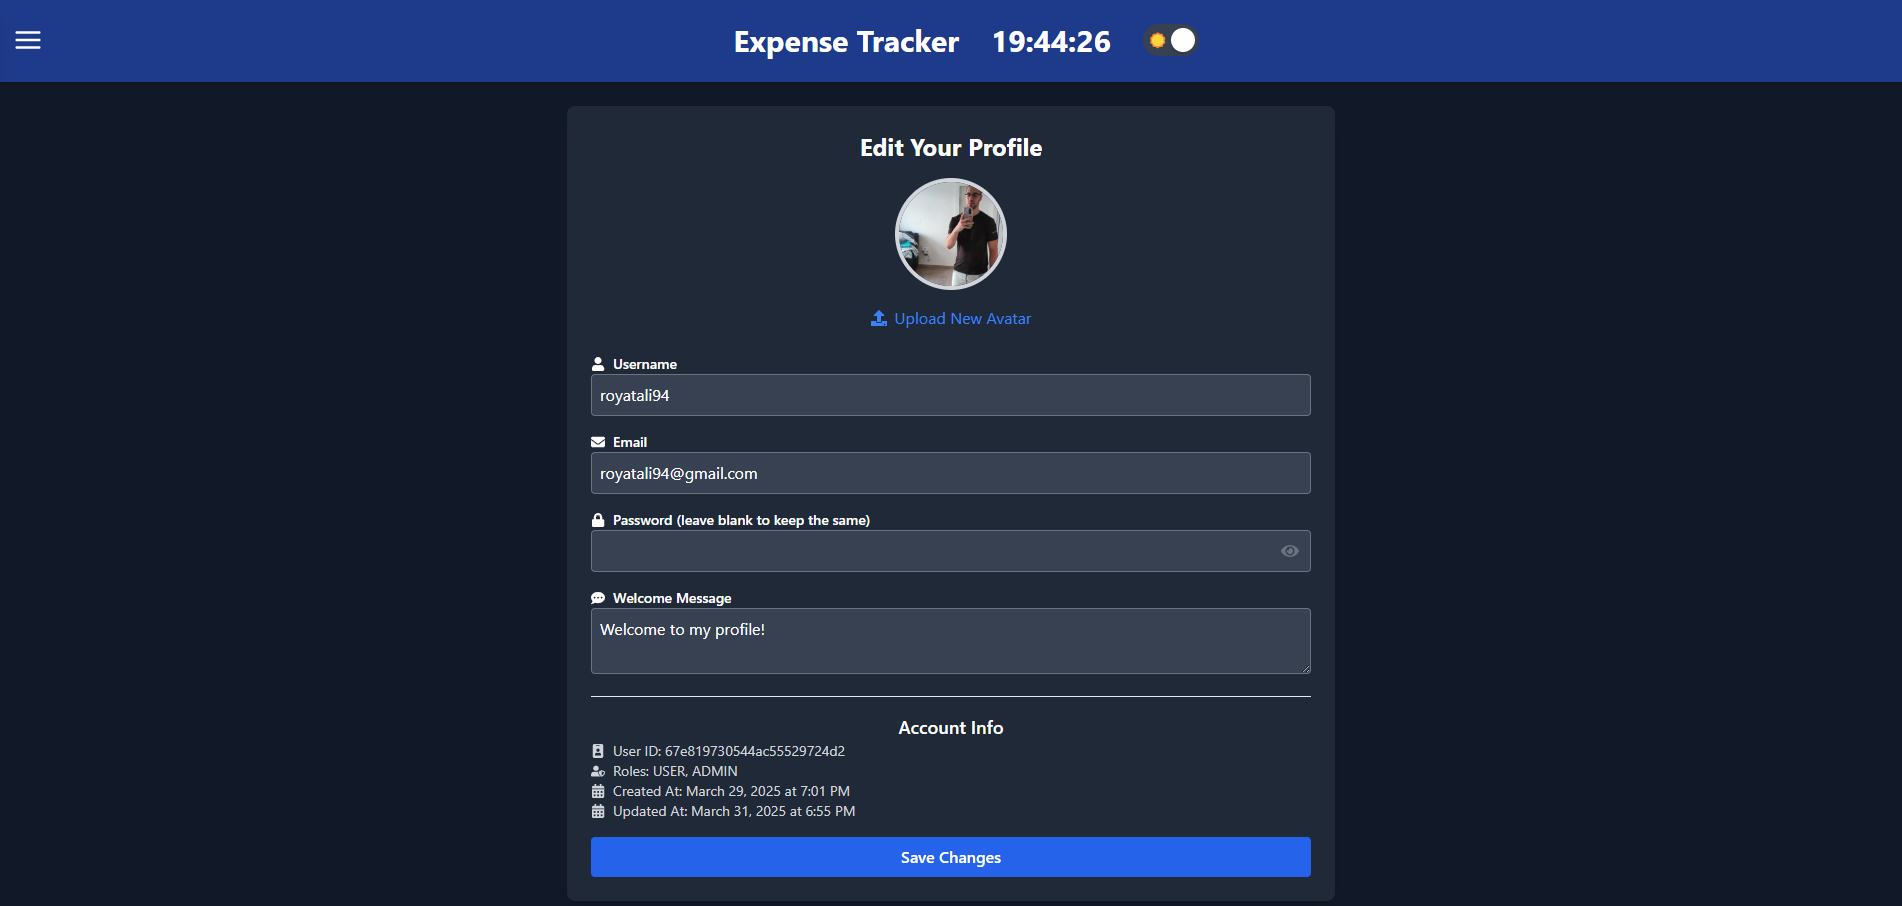 Expense Tracker 19:44:26
Edit Your Profile
Upload New Avatar
Username
royatali94
Email
royatali94@gmail.com
Password (leave blank to keep the same)
Welcome Message
Welcome to my profile!
Account Info
User ID: 67e819730544ac55529724d2
Roles: USER, ADMIN
Created At: March 29, 2025 at 7:01 PM
Updated At: March 31, 2025 at 6:55 PM
Save Changes